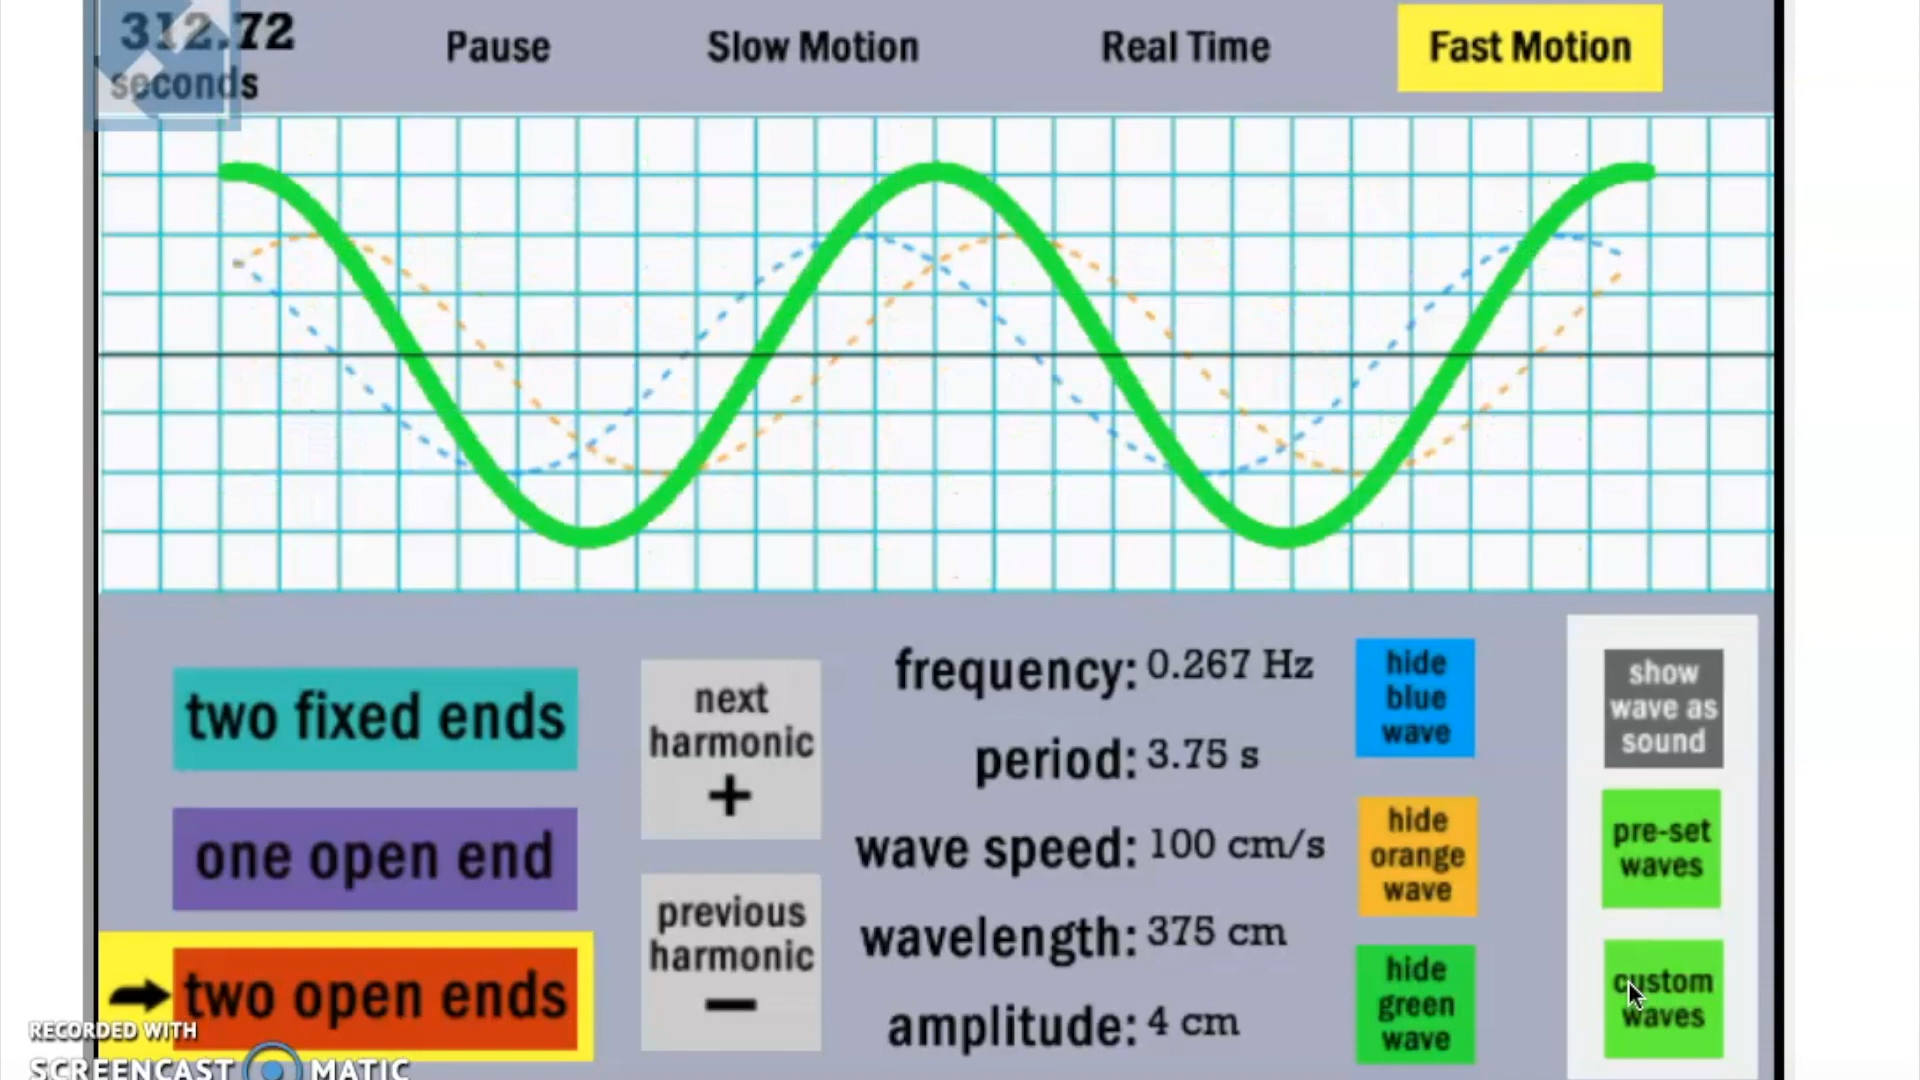 312.72
seconds
Pause
Slow Motion
Real Time
Fast Motion
two fixed ends
one open end
two open ends
next
harmonic
+
previous
harmonic
−
frequency: 0.267 Hz
period: 3.75 s
wave speed: 100 cm/s
wavelength: 375 cm
amplitude: 4 cm
hide
blue
wave
hide
orange
wave
hide
green
wave
show
wave as
sound
pre-set
waves
custom
waves
RECORDED WITH
SCREENCAST MATIC